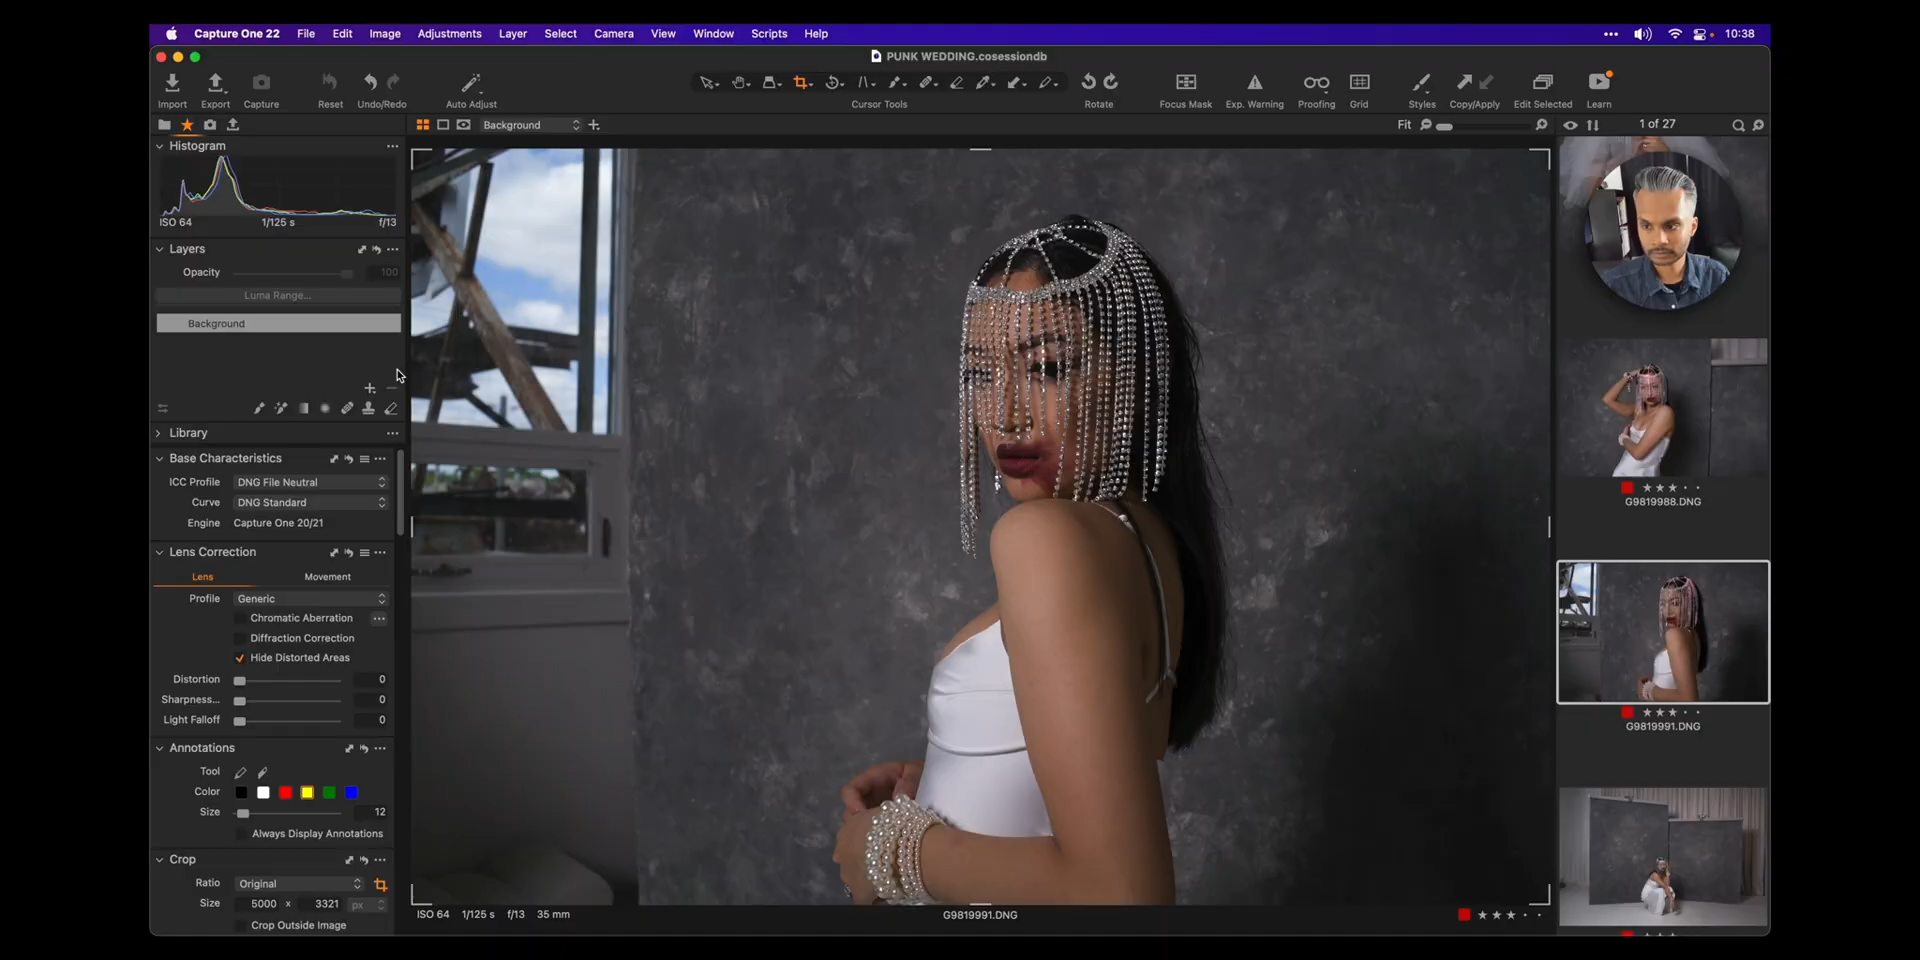 Capture One 22 File Edit Image Adjustments Layer Select Camera View Window Scripts Help 10:38
PUNK WEDDING.cosessiondb
Import Export Capture Reset Undo/Redo Auto Adjust Cursor Tools Rotate Focus Mask Exp. Warning Proofing Grid Styles Copy/Apply Edit Selected Learn
Background Fit 1 of 27
Histogram
ISO 64 1/125 s f/13
Layers
Opacity 100
Luma Range...
Background
Library
Base Characteristics
ICC Profile DNG File Neutral
Curve DNG Standard
Engine Capture One 20/21
Lens Correction
Lens Movement
Profile Generic
Chromatic Aberration
Diffraction Correction
Hide Distorted Areas
Distortion 0
Sharpness... 0
Light Falloff 0
Annotations
Tool
Color
Size 12
Always Display Annotations
Crop
Ratio Original
Size 5000 x 3321 px
Crop Outside Image
ISO 64 1/125 s f/13 35 mm G9819991.DNG
G9819988.DNG
G9819991.DNG